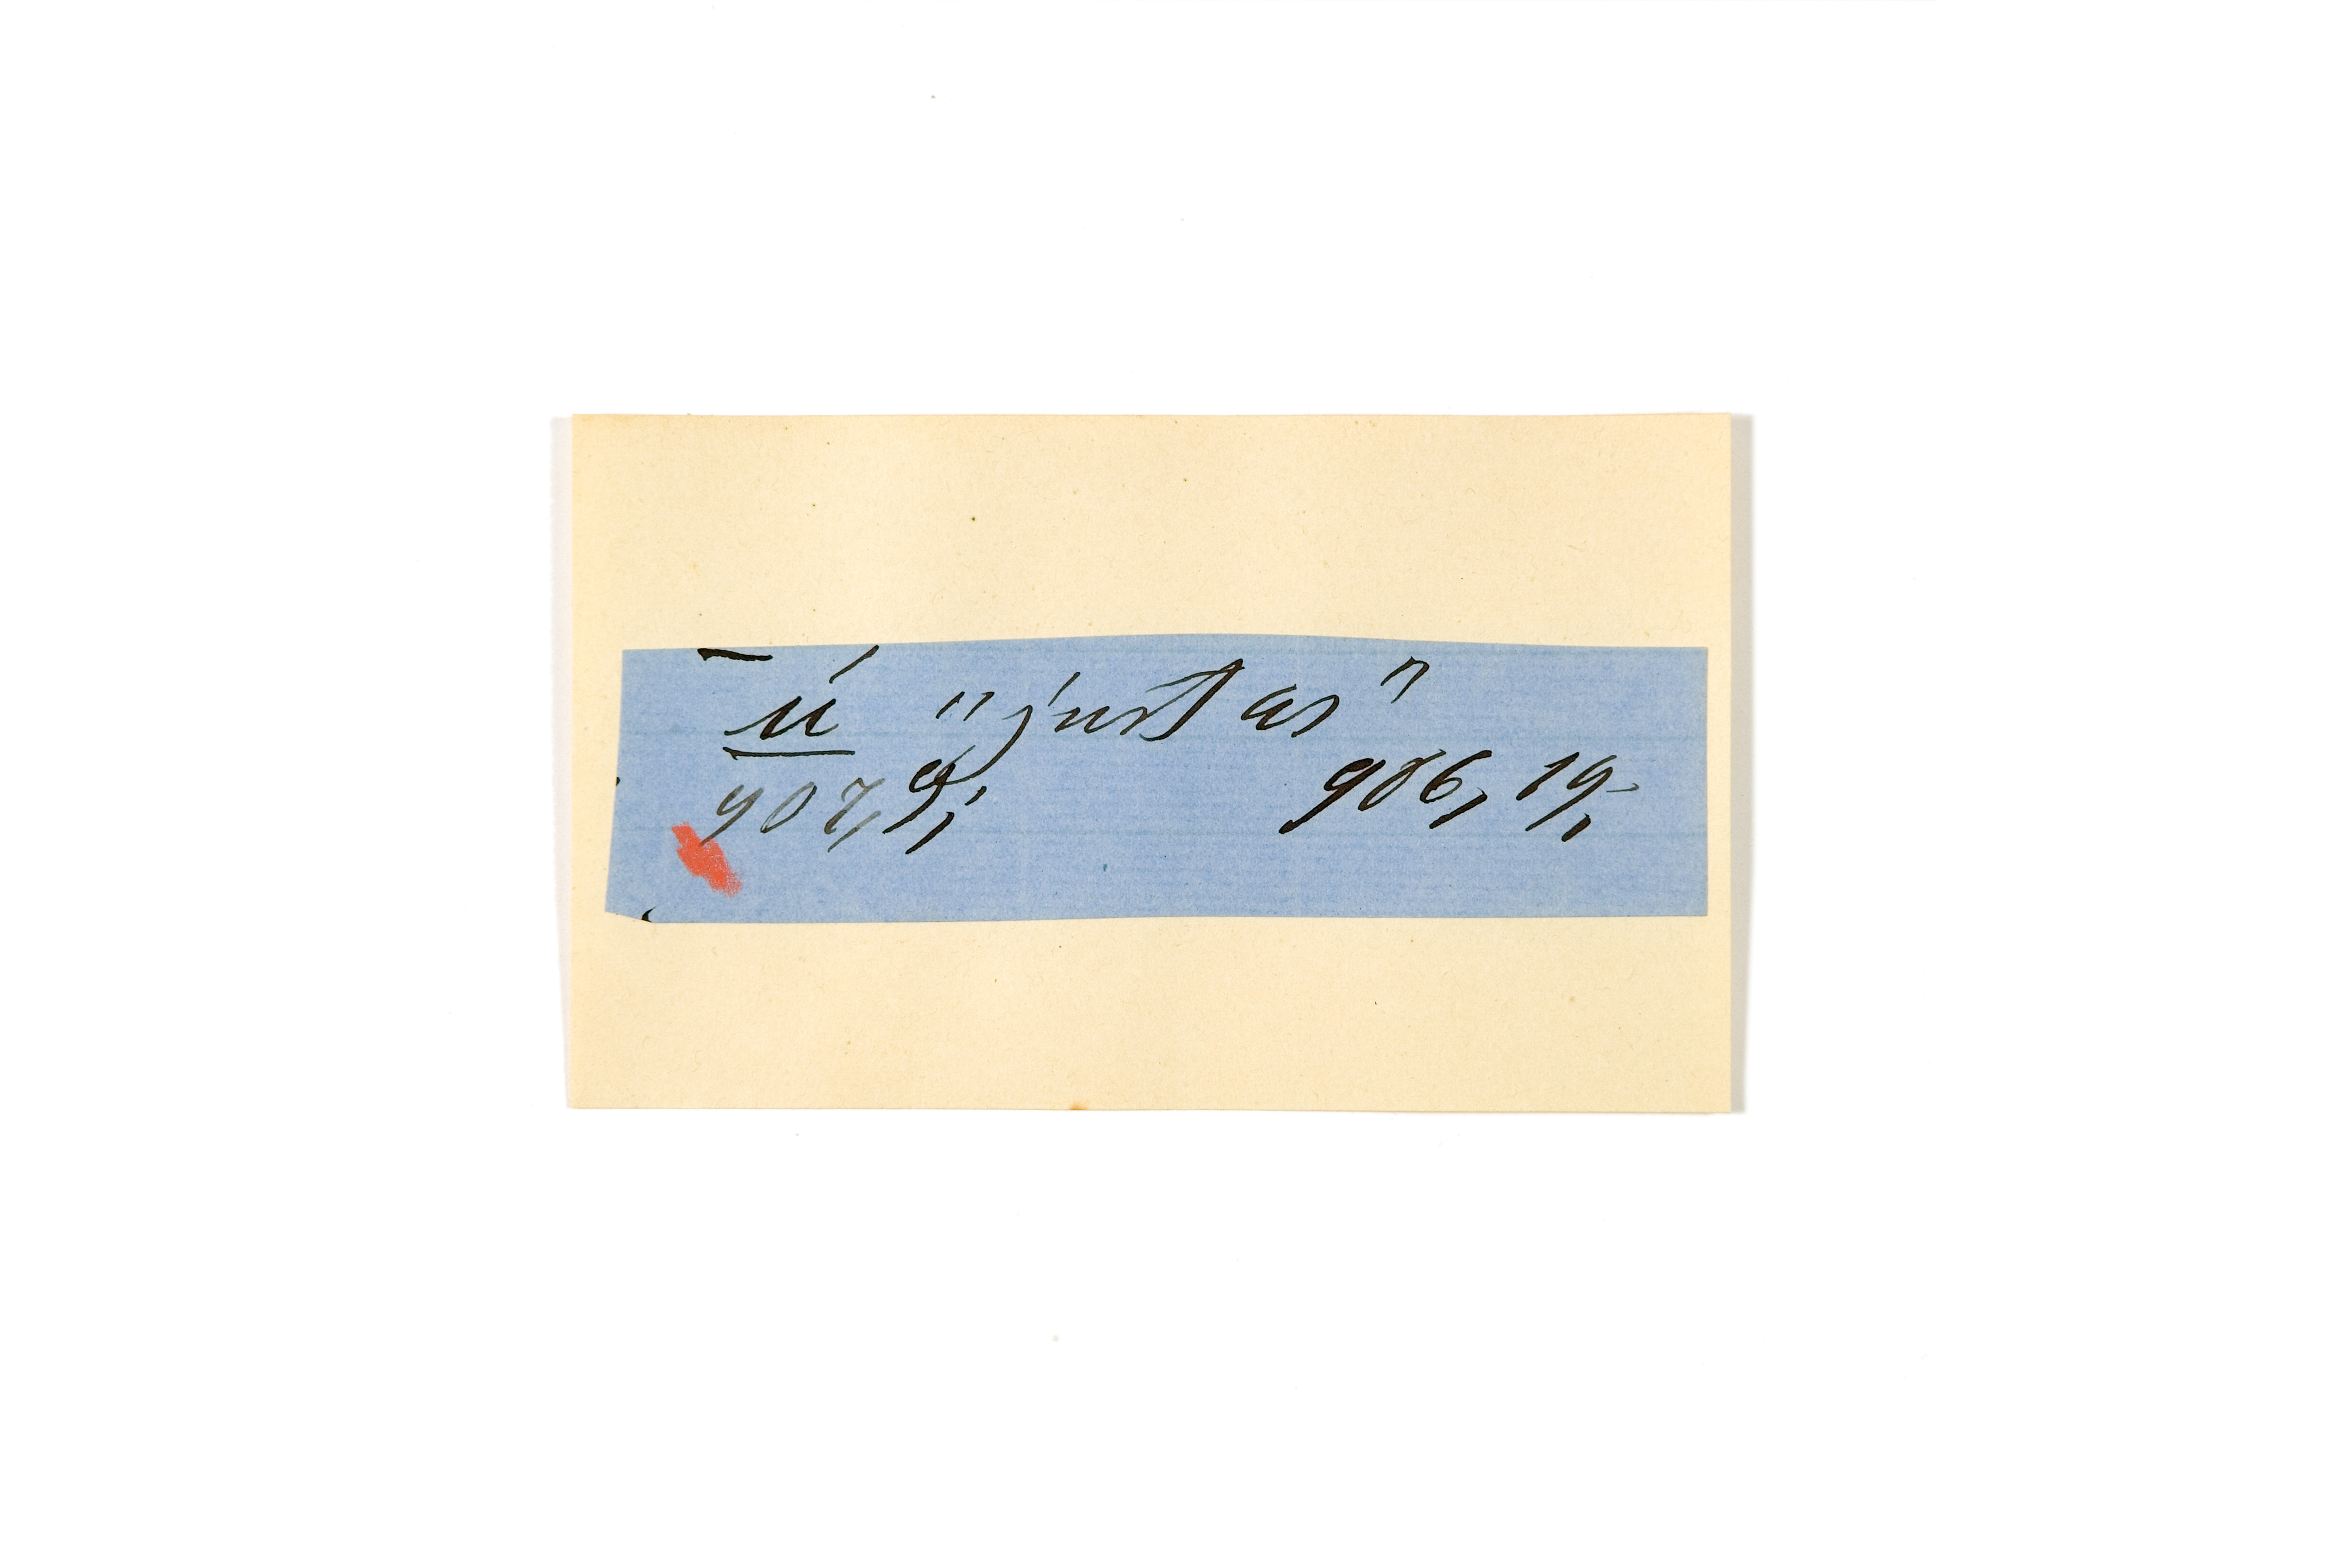 ú "just as"
907,9; 986, 19,